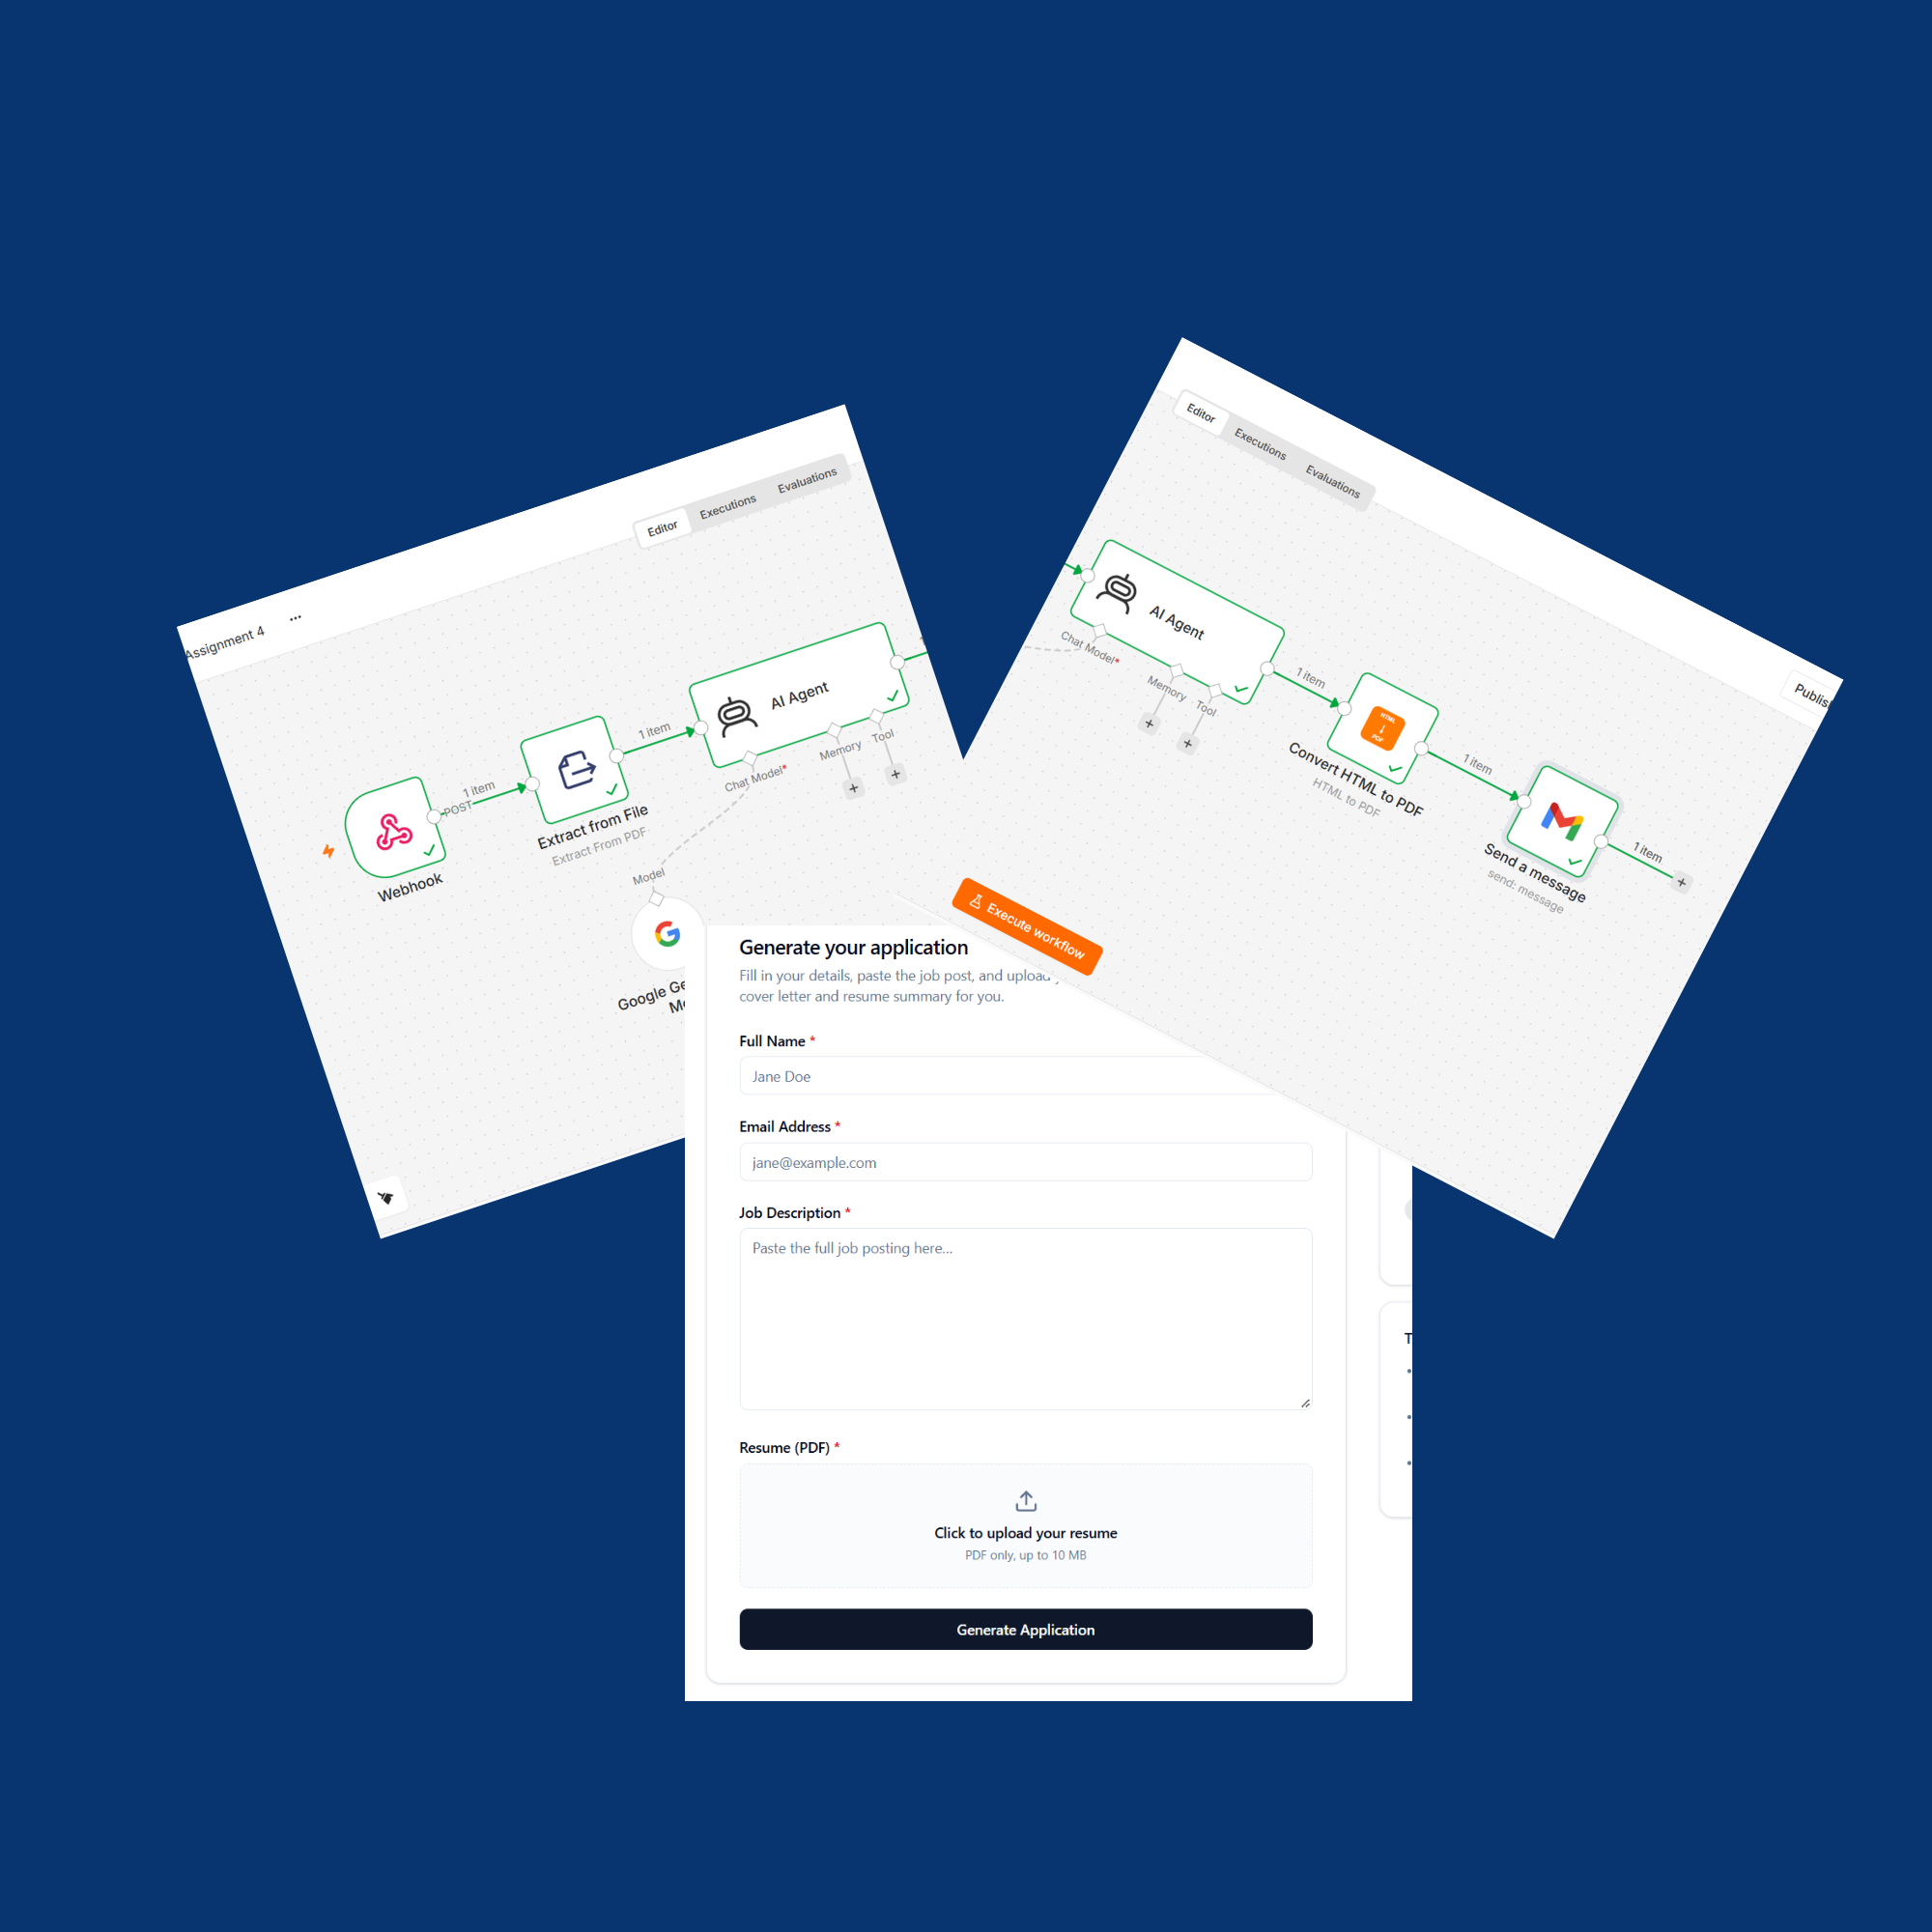 Assignment 4
...
Editor
Executions
Evaluations
Webhook
POST
1 item
Extract from File
Extract From PDF
1 item
AI Agent
Chat Model*
Memory
Tool
Model
Google
Editor
Executions
Evaluations
AI Agent
Chat Model*
Memory
Tool
1 item
HTML
PDF
Convert HTML to PDF
HTML to PDF
1 item
Send a message
send: message
1 item
Execute workflow
Generate your application
Fill in your details, paste the job post, and upload
cover letter and resume summary for you.
Full Name *
Jane Doe
Email Address *
jane@example.com
Job Description *
Paste the full job posting here...
Resume (PDF) *
Click to upload your resume
PDF only, up to 10 MB
Generate Application